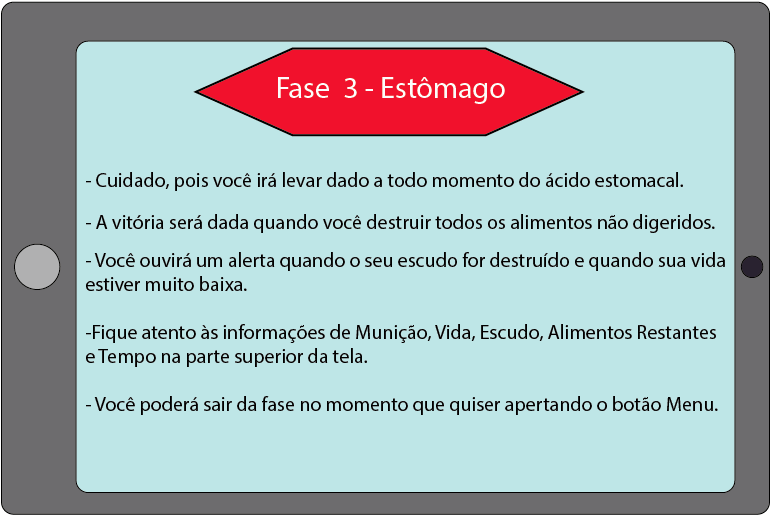 Fase  3 - Estômago
- Cuidado, pois você irá levar dado a todo momento do ácido estomacal.
- A vitória será dada quando você destruir todos os alimentos não digeridos.
- Você ouvirá um alerta quando o seu escudo for destruído e quando sua vida
estiver muito baixa.
-Fique atento às informações de Munição, Vida, Escudo, Alimentos Restantes
e Tempo na parte superior da tela.
- Você poderá sair da fase no momento que quiser apertando o botão Menu.